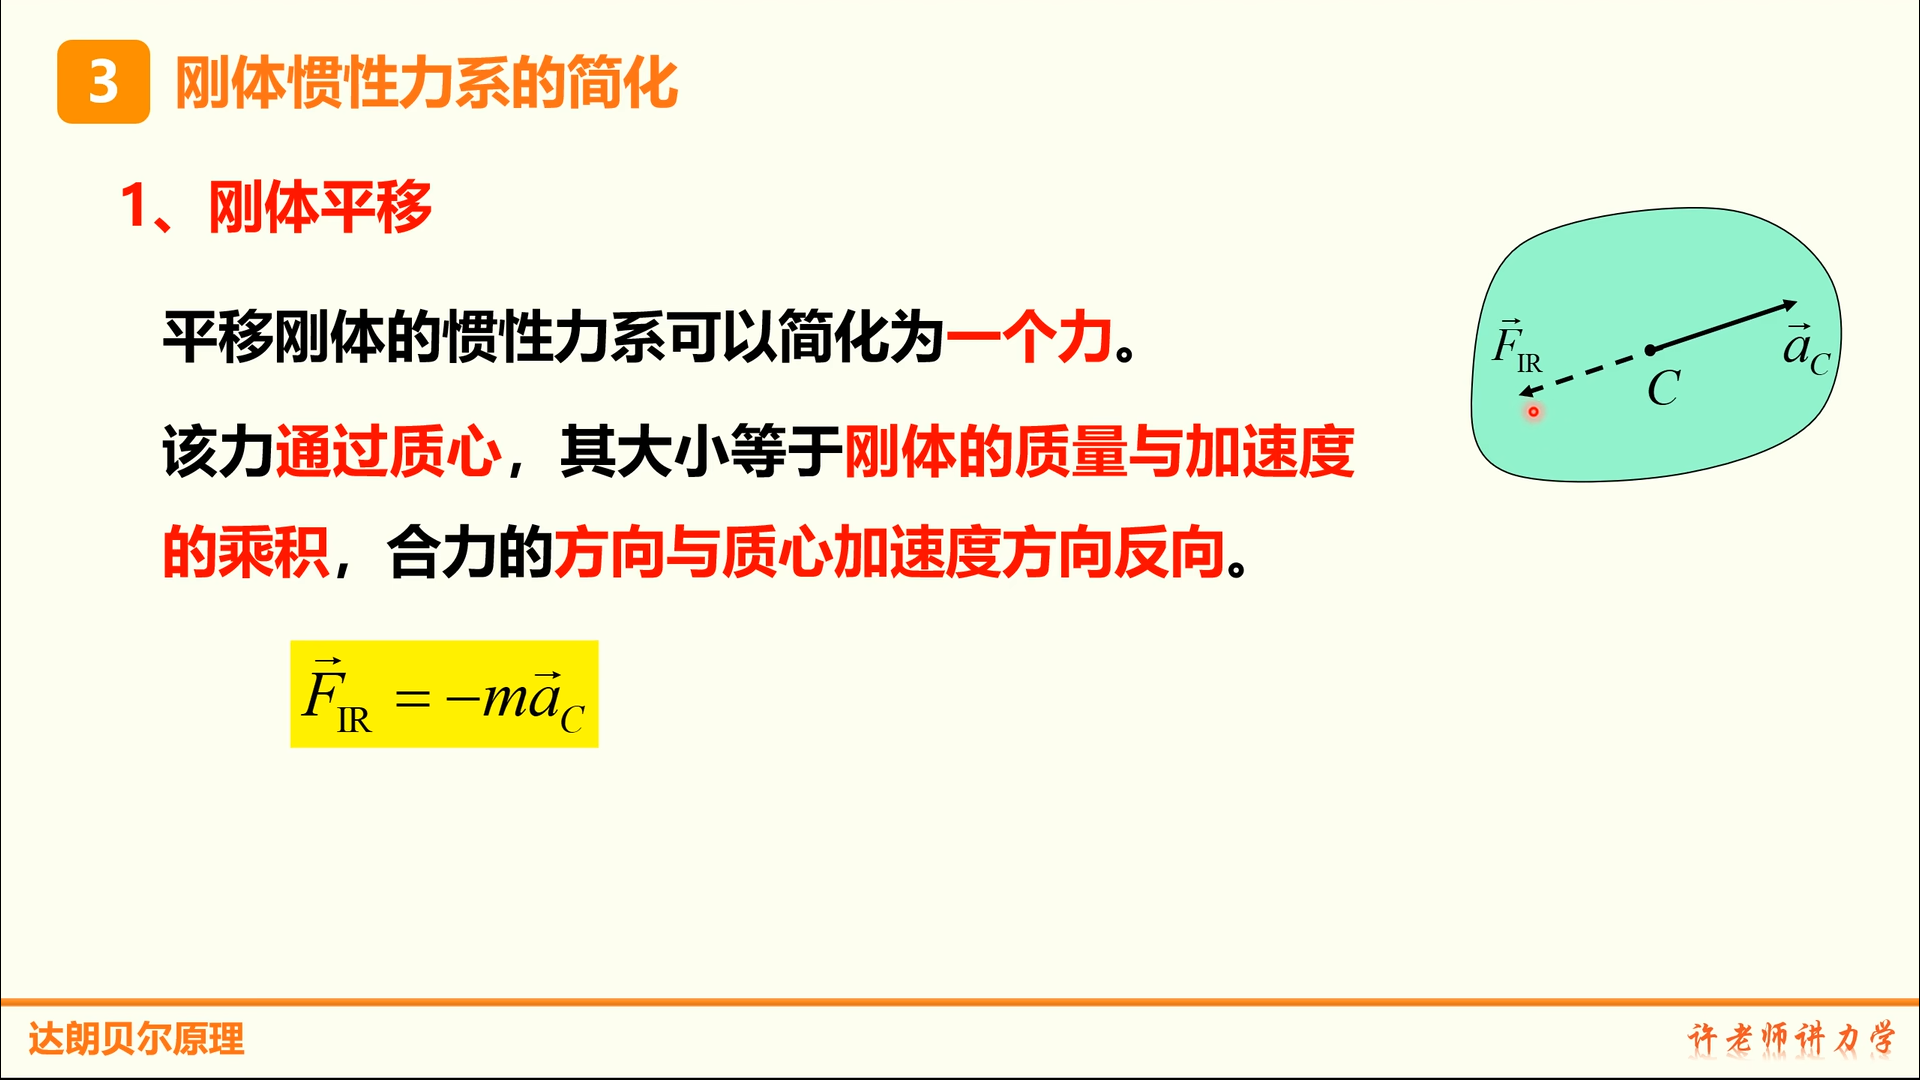 3 刚体惯性力系的简化
1、刚体平移
平移刚体的惯性力系可以简化为一个力。
该力通过质心，其大小等于刚体的质量与加速度
的乘积，合力的方向与质心加速度方向反向。
$\vec{F}_{\mathrm{IR}} = -m\vec{a}_C$
$\vec{F}_{\mathrm{IR}}$
$\vec{a}_C$
C
达朗贝尔原理
许老师讲力学